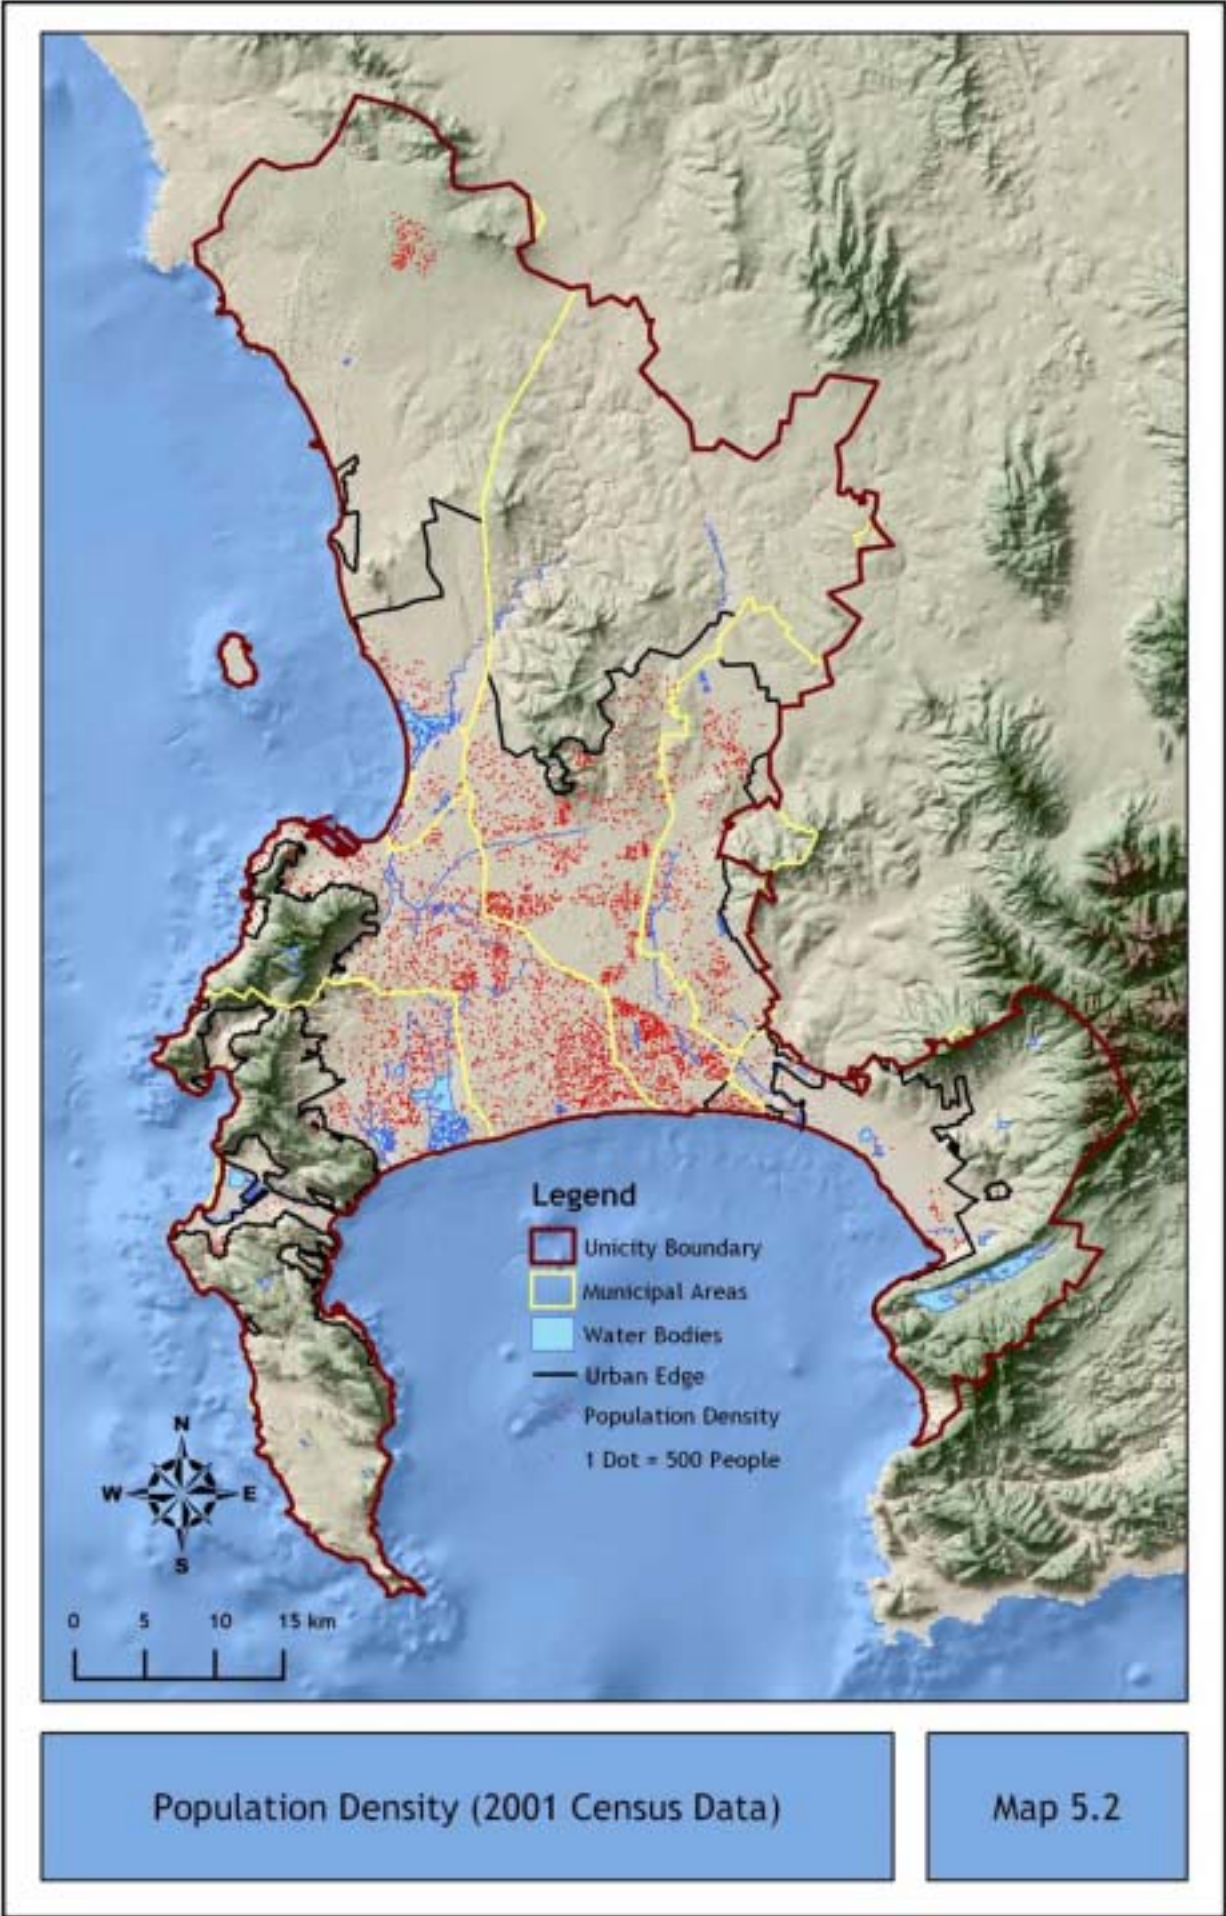 Legend
Unicity Boundary
Municipal Areas
Water Bodies
Urban Edge
Population Density
1 Dot = 500 People
N
W E
S
0 5 10 15 km
Population Density (2001 Census Data)
Map 5.2